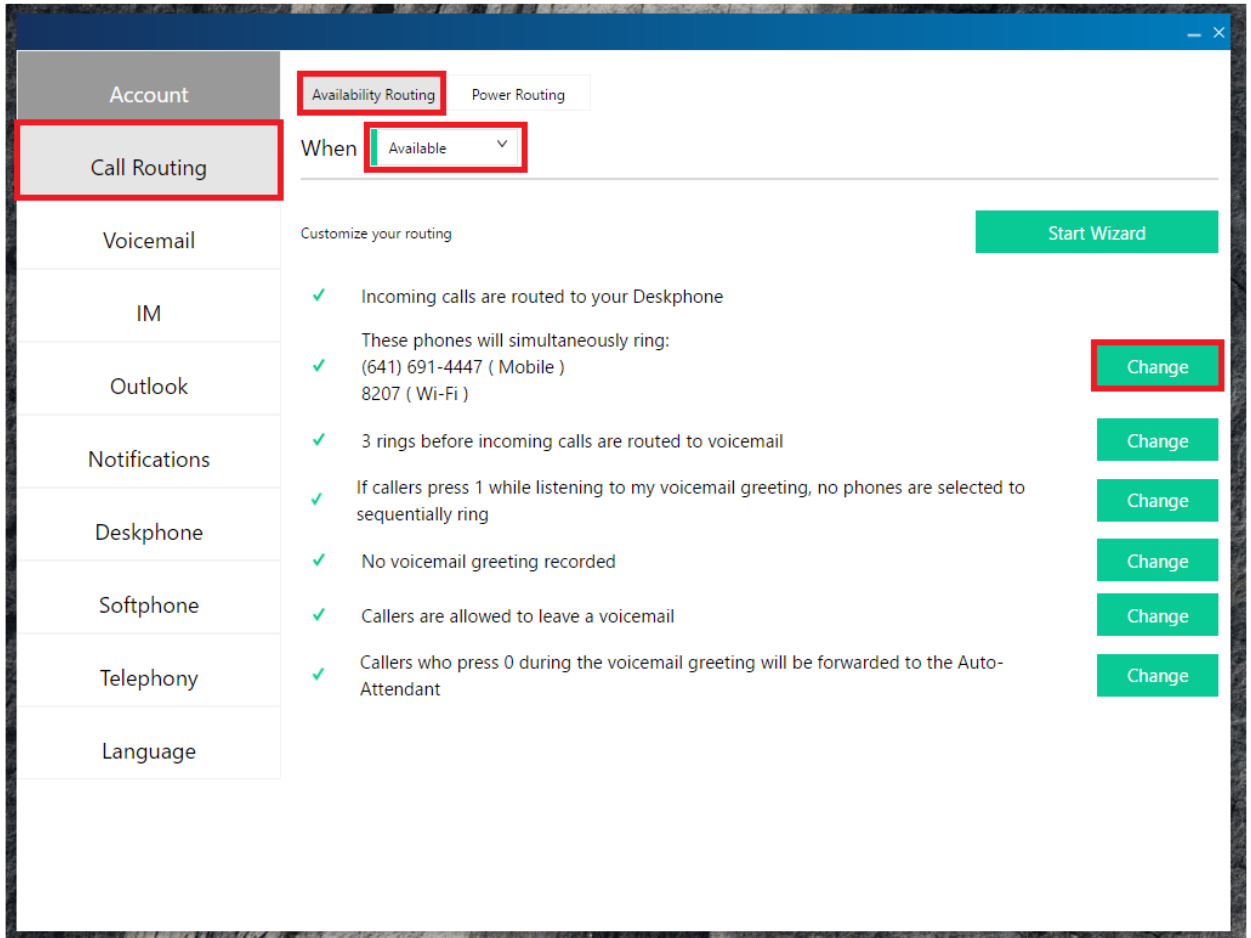 Account
Call Routing
Voicemail
IM
Outlook
Notifications
Deskphone
Softphone
Telephony
Language
Availability Routing
Power Routing
When
Available
Customize your routing
Start Wizard
Incoming calls are routed to your Deskphone
These phones will simultaneously ring:
(641) 691-4447 ( Mobile )
8207 ( Wi-Fi )
Change
3 rings before incoming calls are routed to voicemail
Change
If callers press 1 while listening to my voicemail greeting, no phones are selected to
sequentially ring
Change
No voicemail greeting recorded
Change
Callers are allowed to leave a voicemail
Change
Callers who press 0 during the voicemail greeting will be forwarded to the Auto-
Attendant
Change